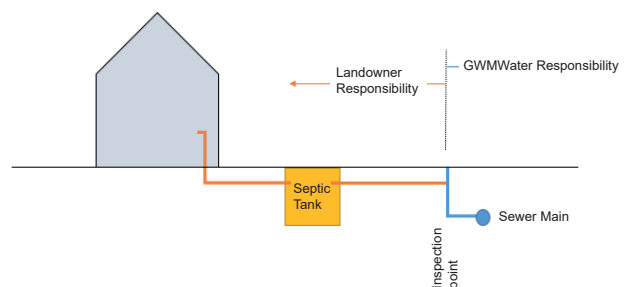 Landowner
Responsibility
GWMWater Responsibility
Septic
Tank
Sewer Main
Inspection
point